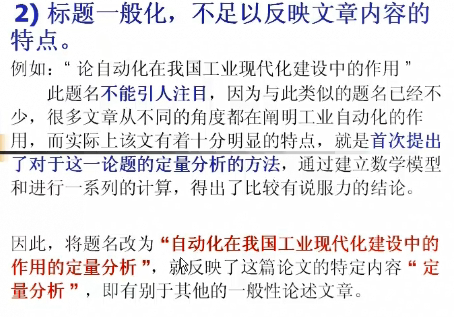 2) 标题一般化，不足以反映文章内容的
特点。
例如：“论自动化在我国工业现代化建设中的作用”
此题名不能引人注目，因为与此类似的题名已经不
少，很多文章从不同的角度都在阐明工业自动化的作
用，而实际上该文有着十分明显的特点，就是首次提出
了对于这一论题的定量分析的方法，通过建立数学模型
和进行一系列的计算，得出了比较有说服力的结论。
因此，将题名改为“自动化在我国工业现代化建设中的
作用的定量分析”，就反映了这篇论文的特定内容“定
量分析”，即有别于其他的一般性论述文章。